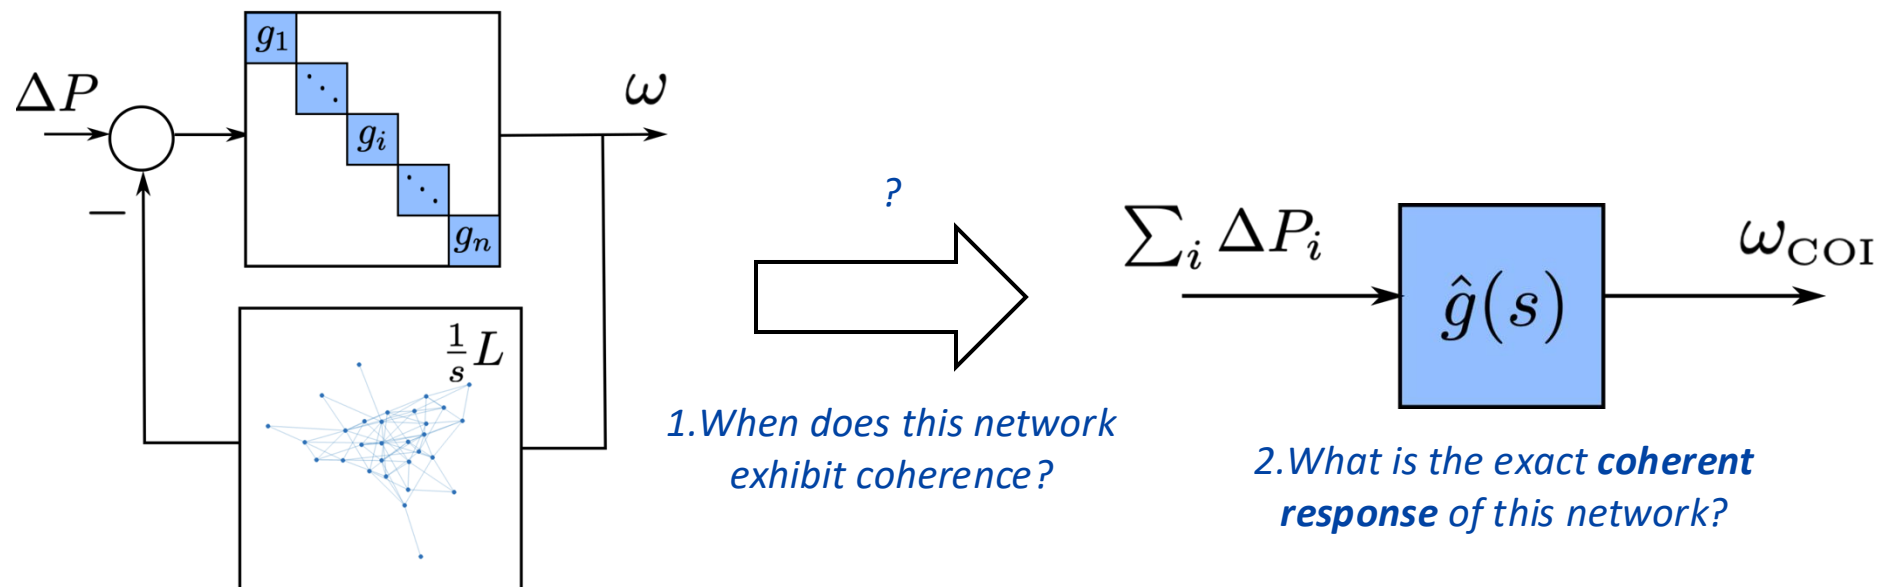 g₁
ΔP
⋱
gᵢ
⋱
gₙ
ω
−
1/s L
?
1.When does this network
exhibit coherence?
∑ᵢ ΔPᵢ
ĝ(s)
ω_COI
2.What is the exact coherent
response of this network?